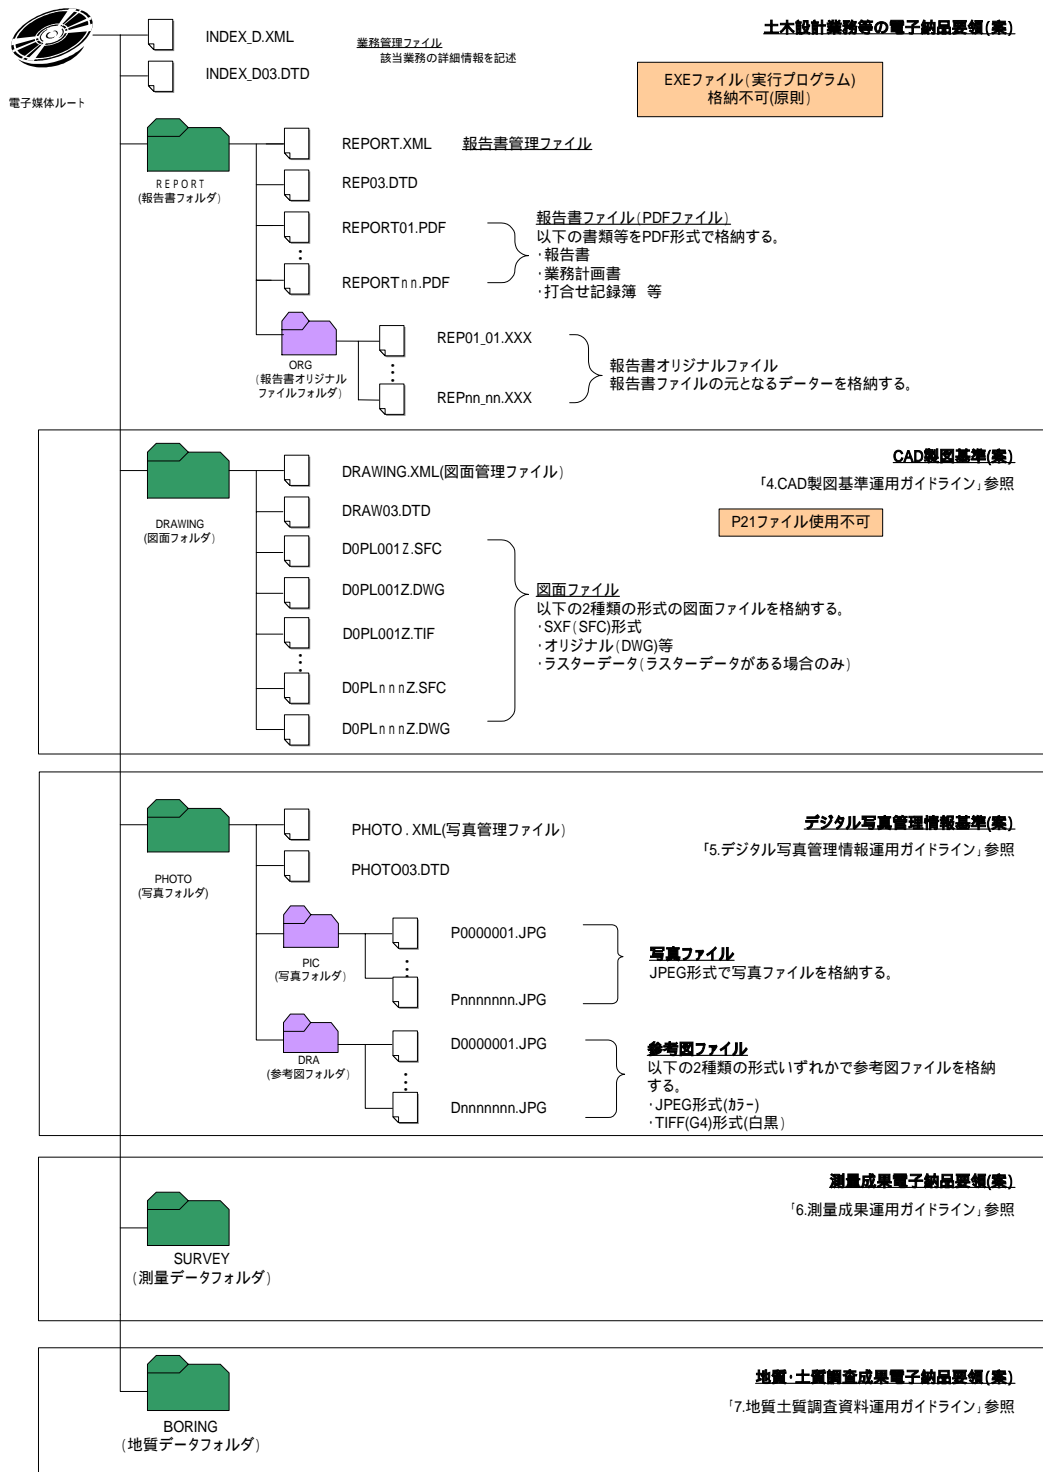 土木設計業務等の電子納品要領(案)
INDEX_D.XML
業務管理ファイル
該当業務の詳細情報を記述
INDEX_D03.DTD
EXEファイル(実行プログラム)
格納不可(原則)
電子媒体ルート
REPORT
(報告書フォルダ)
REPORT.XML
報告書管理ファイル
REP03.DTD
REPORT01.PDF
REPORTnn.PDF
報告書ファイル(PDFファイル)
以下の書類等をPDF形式で格納する。
・報告書
・業務計画書
・打合せ記録簿 等
ORG
(報告書オリジナル
ファイルフォルダ)
REP01_01.XXX
REPnn_nn.XXX
報告書オリジナルファイル
報告書ファイルの元となるデーターを格納する。
CAD製図基準(案)
「4.CAD製図基準運用ガイドライン」参照
P21ファイル使用不可
DRAWING
(図面フォルダ)
DRAWING.XML(図面管理ファイル)
DRAW03.DTD
D0PL001Z.SFC
D0PL001Z.DWG
D0PL001Z.TIF
D0PLnnnZ.SFC
D0PLnnnZ.DWG
図面ファイル
以下の2種類の形式の図面ファイルを格納する。
・SXF(SFC)形式
・オリジナル(DWG)等
・ラスターデータ(ラスターデータがある場合のみ)
デジタル写真管理情報基準(案)
「5.デジタル写真管理情報運用ガイドライン」参照
PHOTO
(写真フォルダ)
PHOTO.XML(写真管理ファイル)
PHOTO03.DTD
PIC
(写真フォルダ)
P0000001.JPG
Pnnnnnnn.JPG
写真ファイル
JPEG形式で写真ファイルを格納する。
DRA
(参考図フォルダ)
D0000001.JPG
Dnnnnnnn.JPG
参考図ファイル
以下の2種類の形式いずれかで参考図ファイルを格納
する。
・JPEG形式(カラー)
・TIFF(G4)形式(白黒)
測量成果電子納品要領(案)
「6.測量成果運用ガイドライン」参照
SURVEY
(測量データフォルダ)
地質・土質調査成果電子納品要領(案)
「7.地質土質調査資料運用ガイドライン」参照
BORING
(地質データフォルダ)